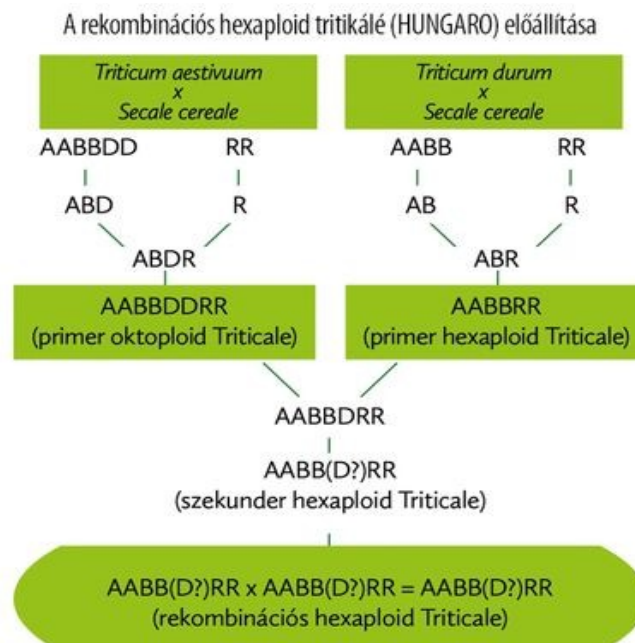 A rekombinációs hexaploid tritikálé (HUNGARO) előállítása
Triticum aestivuum
x
Secale cereale
Triticum durum
x
Secale cereale
AABBDD RR AABB RR
ABD R AB R
ABDR ABR
AABBDDRR
(primer oktoploid Triticale)
AABBRR
(primer hexaploid Triticale)
AABBDRR
AABB(D?)RR
(szekunder hexaploid Triticale)
AABB(D?)RR x AABB(D?)RR = AABB(D?)RR
(rekombinációs hexaploid Triticale)